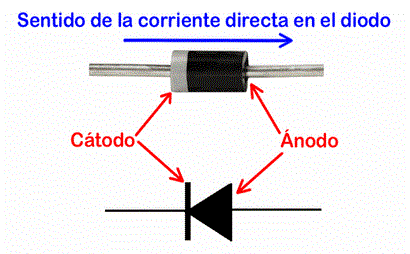 Sentido de la corriente directa en el diodo
Cátodo
Ánodo